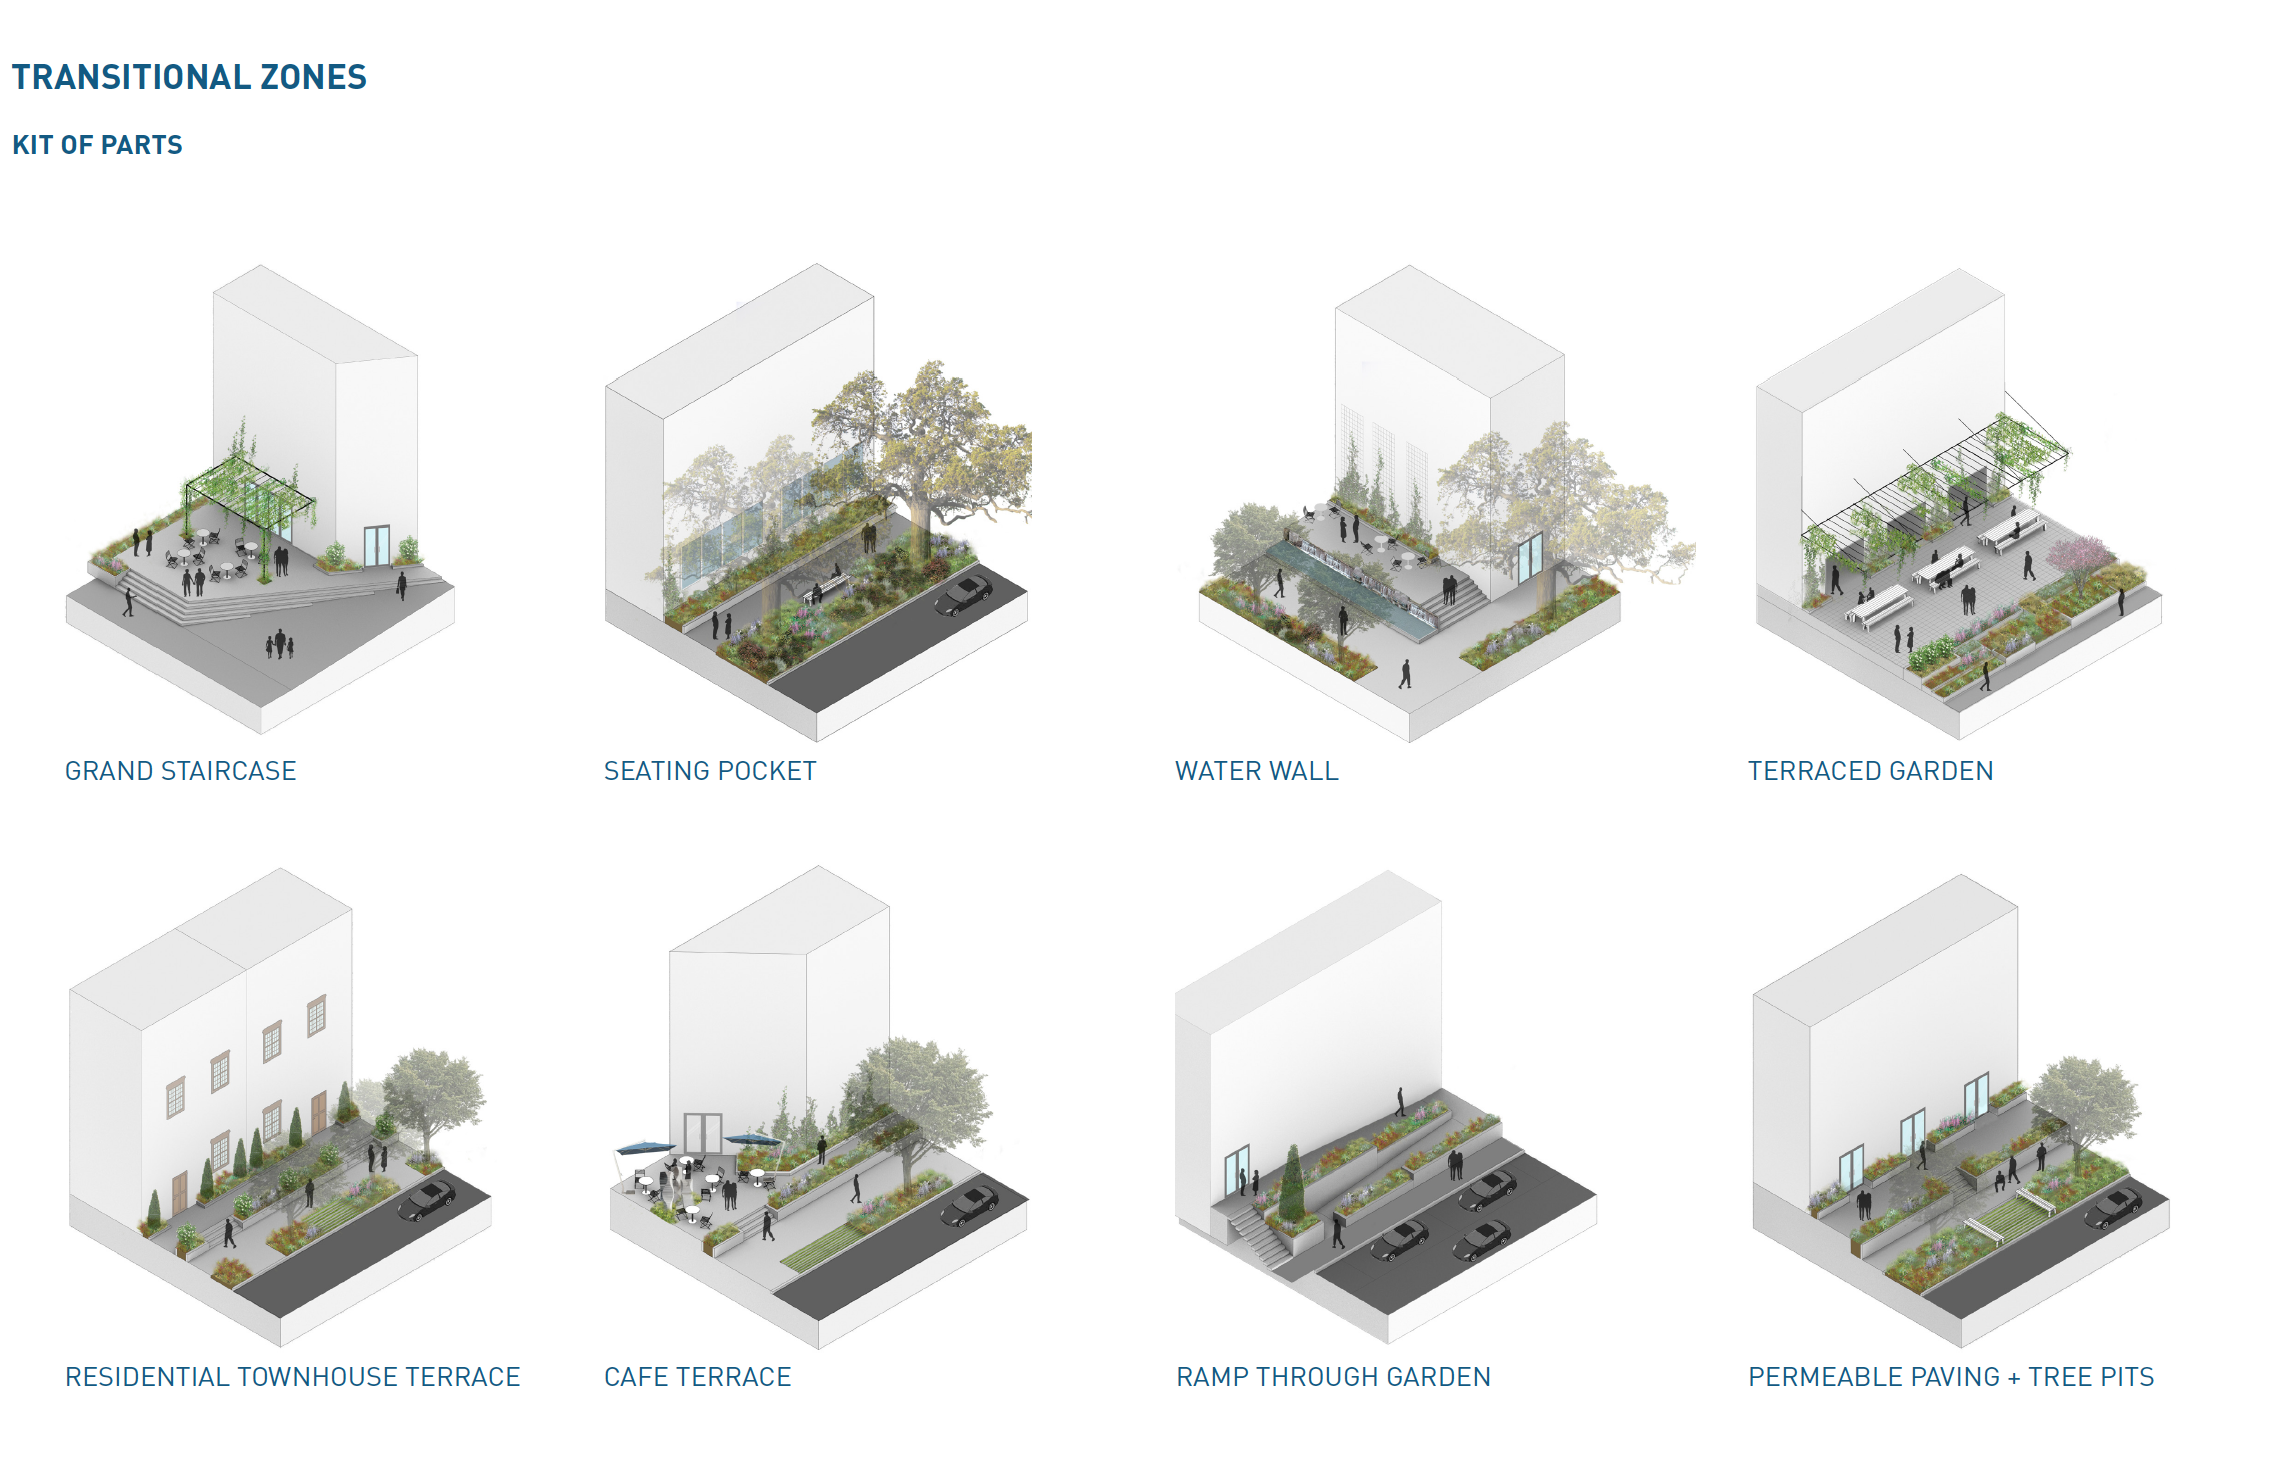 TRANSITIONAL ZONES
KIT OF PARTS
GRAND STAIRCASE
SEATING POCKET
WATER WALL
TERRACED GARDEN
RESIDENTIAL TOWNHOUSE TERRACE
CAFE TERRACE
RAMP THROUGH GARDEN
PERMEABLE PAVING + TREE PITS